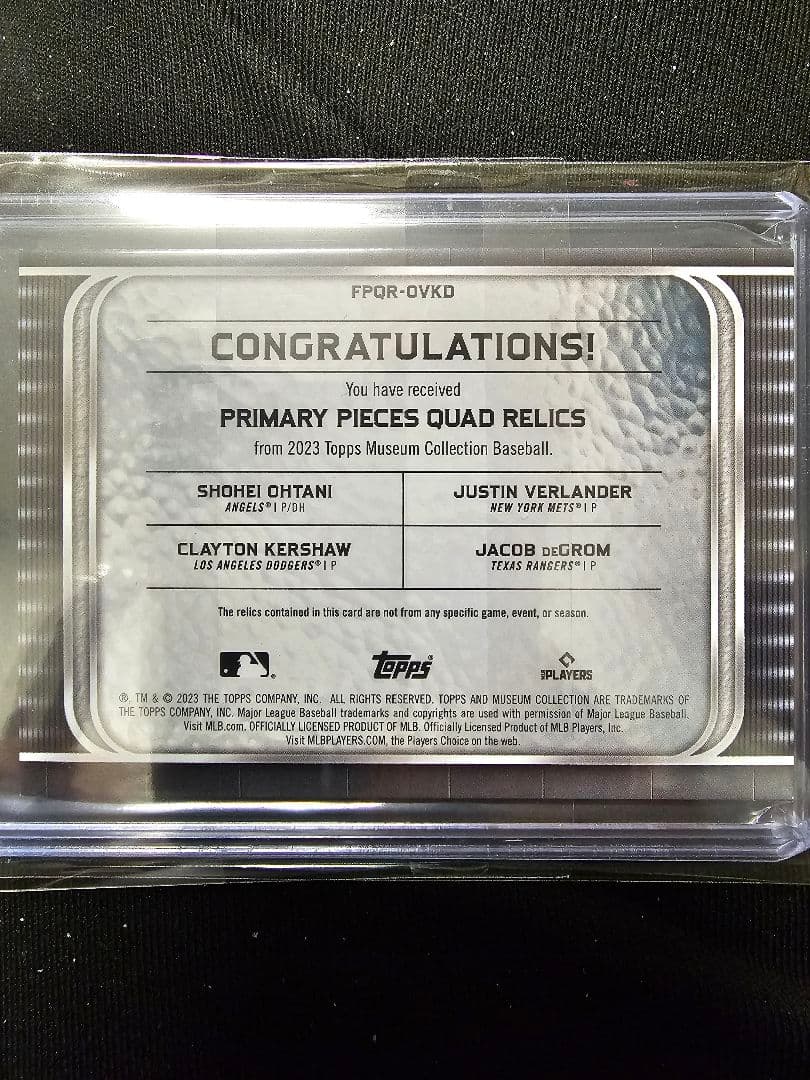 FPQR-OVKD
CONGRATULATIONS!
You have received
PRIMARY PIECES QUAD RELICS
from 2023 Topps Museum Collection Baseball.
SHOHEI OHTANI
ANGELS® | P/DH
JUSTIN VERLANDER
NEW YORK METS® | P
CLAYTON KERSHAW
LOS ANGELES DODGERS® | P
JACOB DEGROM
TEXAS RANGERS® | P
The relics contained in this card are not from any specific game, event, or season.
Topps®
MLB PLAYERS
®, TM & © 2023 THE TOPPS COMPANY, INC. ALL RIGHTS RESERVED. TOPPS AND MUSEUM COLLECTION ARE TRADEMARKS OF
THE TOPPS COMPANY, INC. Major League Baseball trademarks and copyrights are used with permission of Major League Baseball.
Visit MLB.com. OFFICIALLY LICENSED PRODUCT OF MLB. Officially Licensed Product of MLB Players, Inc.
Visit MLBPLAYERS.COM, the Players Choice on the web.